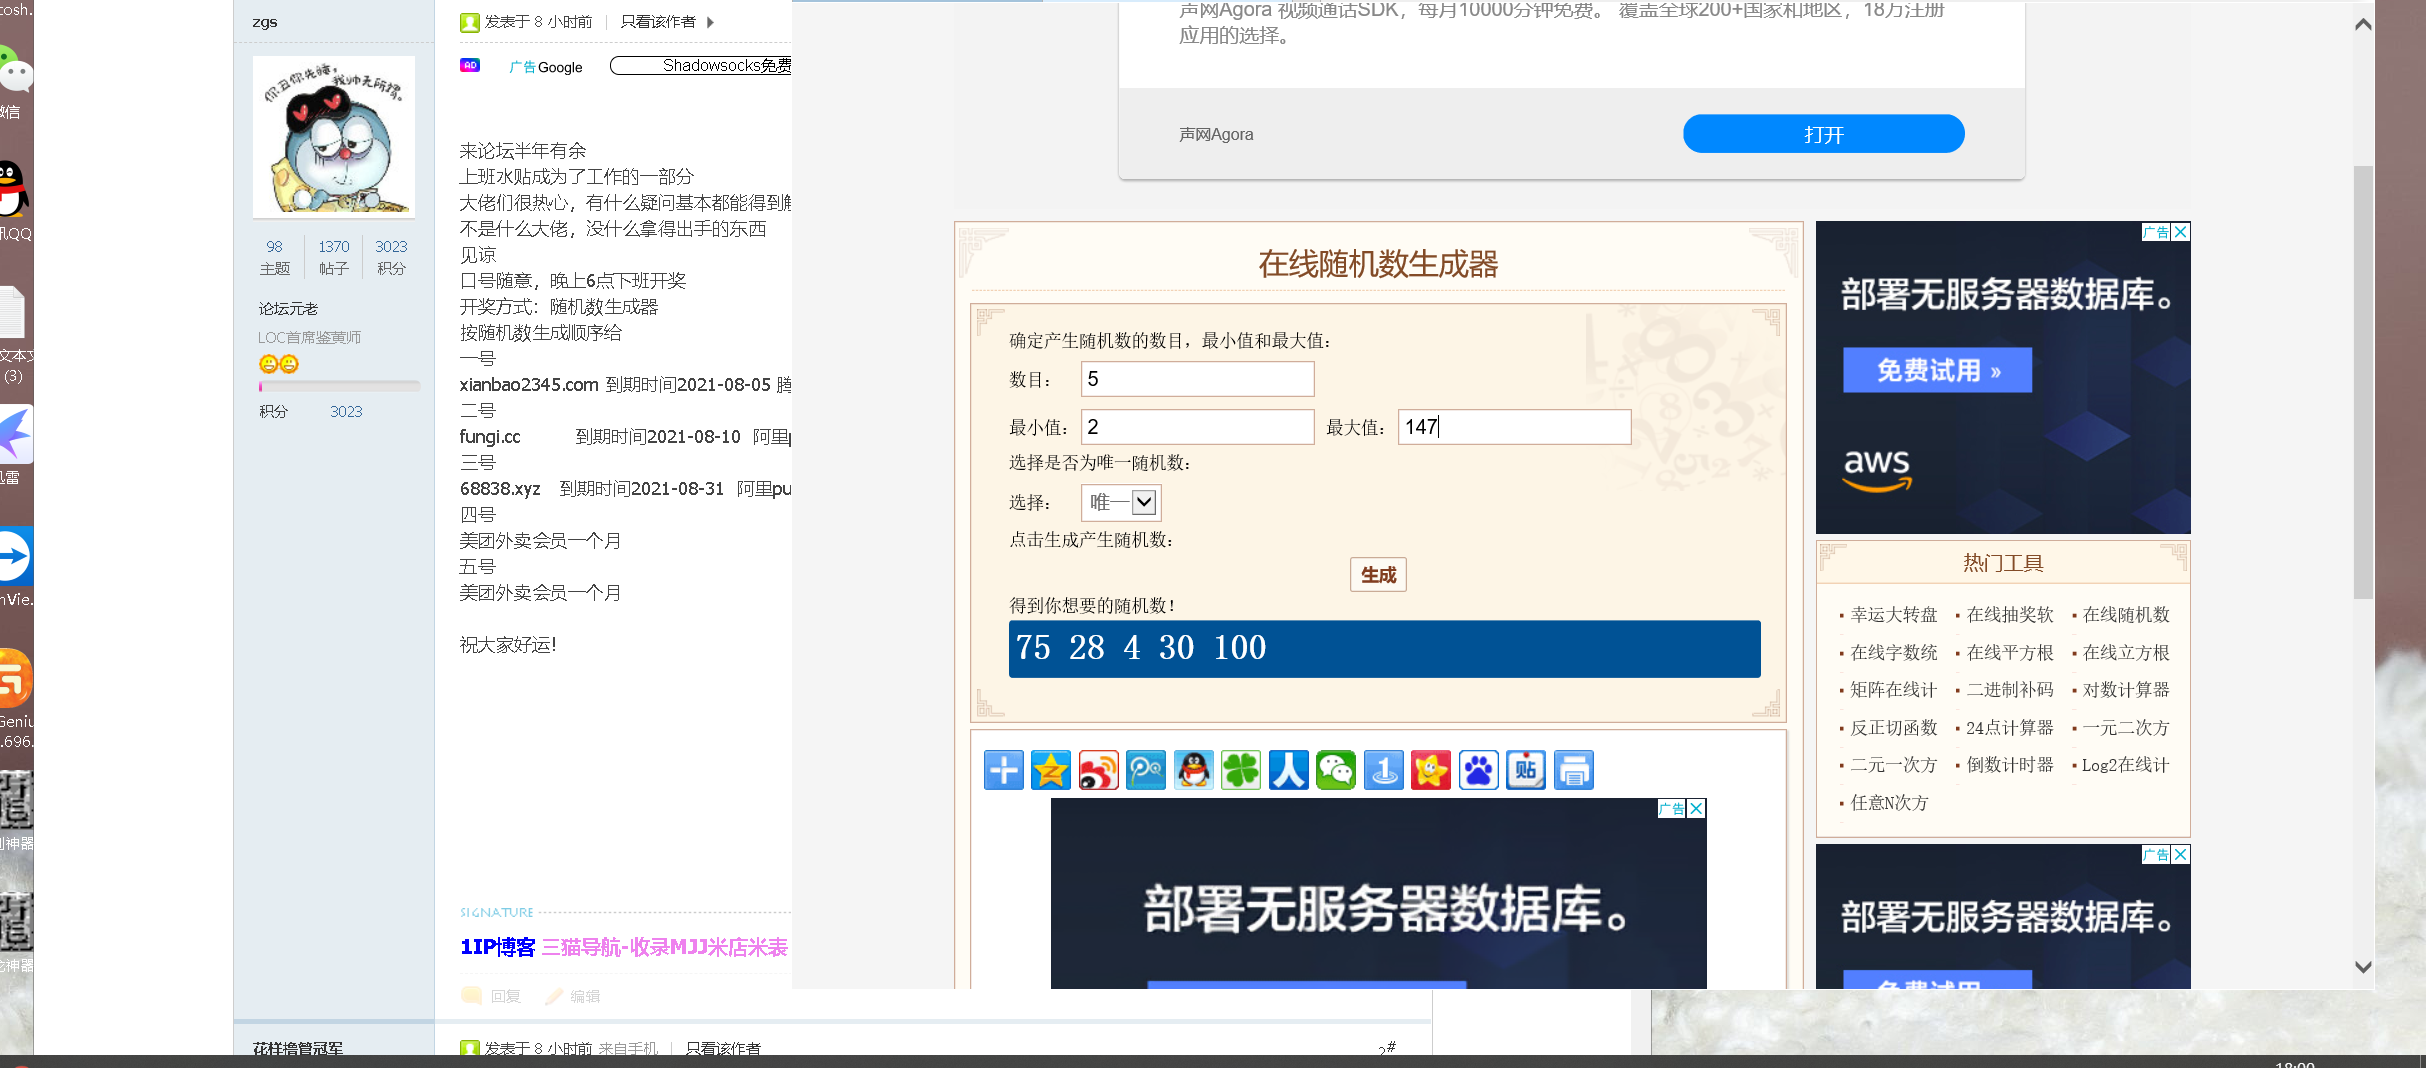 cosh.
微信
讯QQ
文本文
(3)
迅雷
nVie.
Geniu
.696.
zgs
你丑你先睡,
我帅无所谓。
98
1370
3023
主题
帖子
积分
论坛元老
LOC首席鉴黄师
积分
3023
发表于 8 小时前
只看该作者
AD
广告Google
Shadowsocks免费
来论坛半年有余
上班水贴成为了工作的一部分
大佬们很热心，有什么疑问基本都能得到解
不是什么大佬，没什么拿得出手的东西
见谅
口号随意，晚上6点下班开奖
开奖方式：随机数生成器
按随机数生成顺序给
一号
xianbao2345.com 到期时间2021-08-05 腾
二号
fungi.cc 到期时间2021-08-10 阿里p
三号
68838.xyz 到期时间2021-08-31 阿里pu
四号
美团外卖会员一个月
五号
美团外卖会员一个月
祝大家好运！
SIGNATURE
1IP博客 三猫导航-收录MJJ米店米表
回复
编辑
花样撸管冠军
发表于 8 小时前 来自手机
只看该作者
2#
声网Agora 视频通话SDK，每月10000分钟免费。 覆盖全球200+国家和地区，18万注册
应用的选择。
声网Agora
打开
在线随机数生成器
确定产生随机数的数目，最小值和最大值：
数目： 5
最小值： 2 最大值： 147
选择是否为唯一随机数：
选择： 唯一
点击生成产生随机数：
生成
得到你想要的随机数！
75 28 4 30 100
贴
广告
部署无服务器数据库。
广告
部署无服务器数据库。
免费试用 »
aws
热门工具
幸运大转盘
在线抽奖软
在线随机数
在线字数统
在线平方根
在线立方根
矩阵在线计
二进制补码
对数计算器
反正切函数
24点计算器
一元二次方
二元一次方
倒数计时器
Log2在线计
任意N次方
广告
部署无服务器数据库。
免费试用
18:00